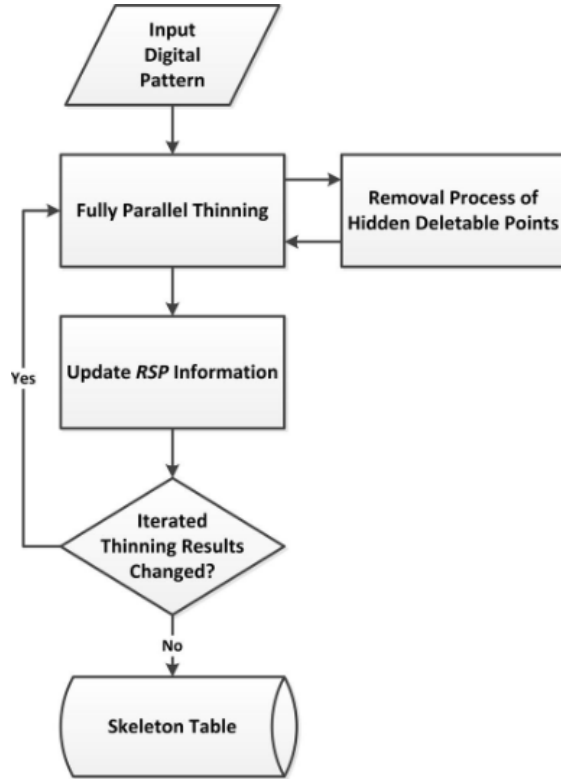 Input
Digital
Pattern
Fully Parallel Thinning
Removal Process of
Hidden Deletable Points
Update RSP Information
Yes
Iterated
Thinning Results
Changed?
No
Skeleton Table